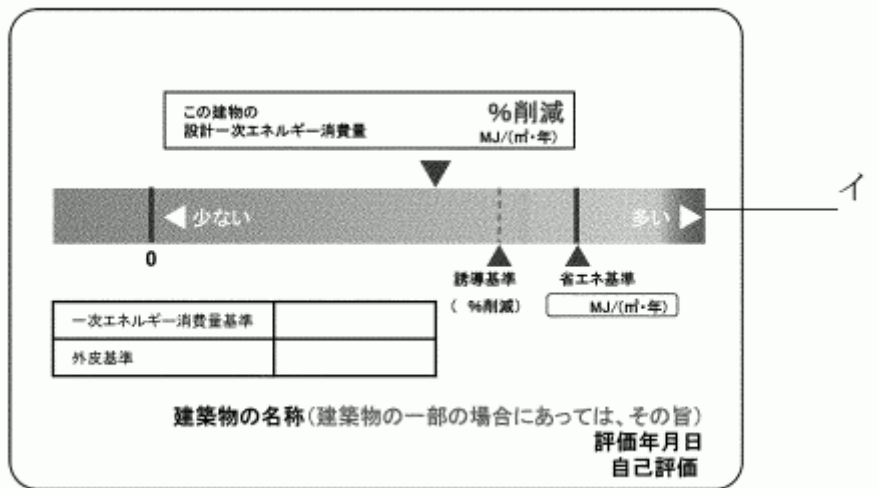 この建物の
設計一次エネルギー消費量
%削減
MJ/(㎡・年)
少ない
多い
イ
0
誘導基準
( %削減)
省エネ基準
MJ/(㎡・年)
一次エネルギー消費量基準
外皮基準
建築物の名称(建築物の一部の場合にあっては、その旨)
評価年月日
自己評価